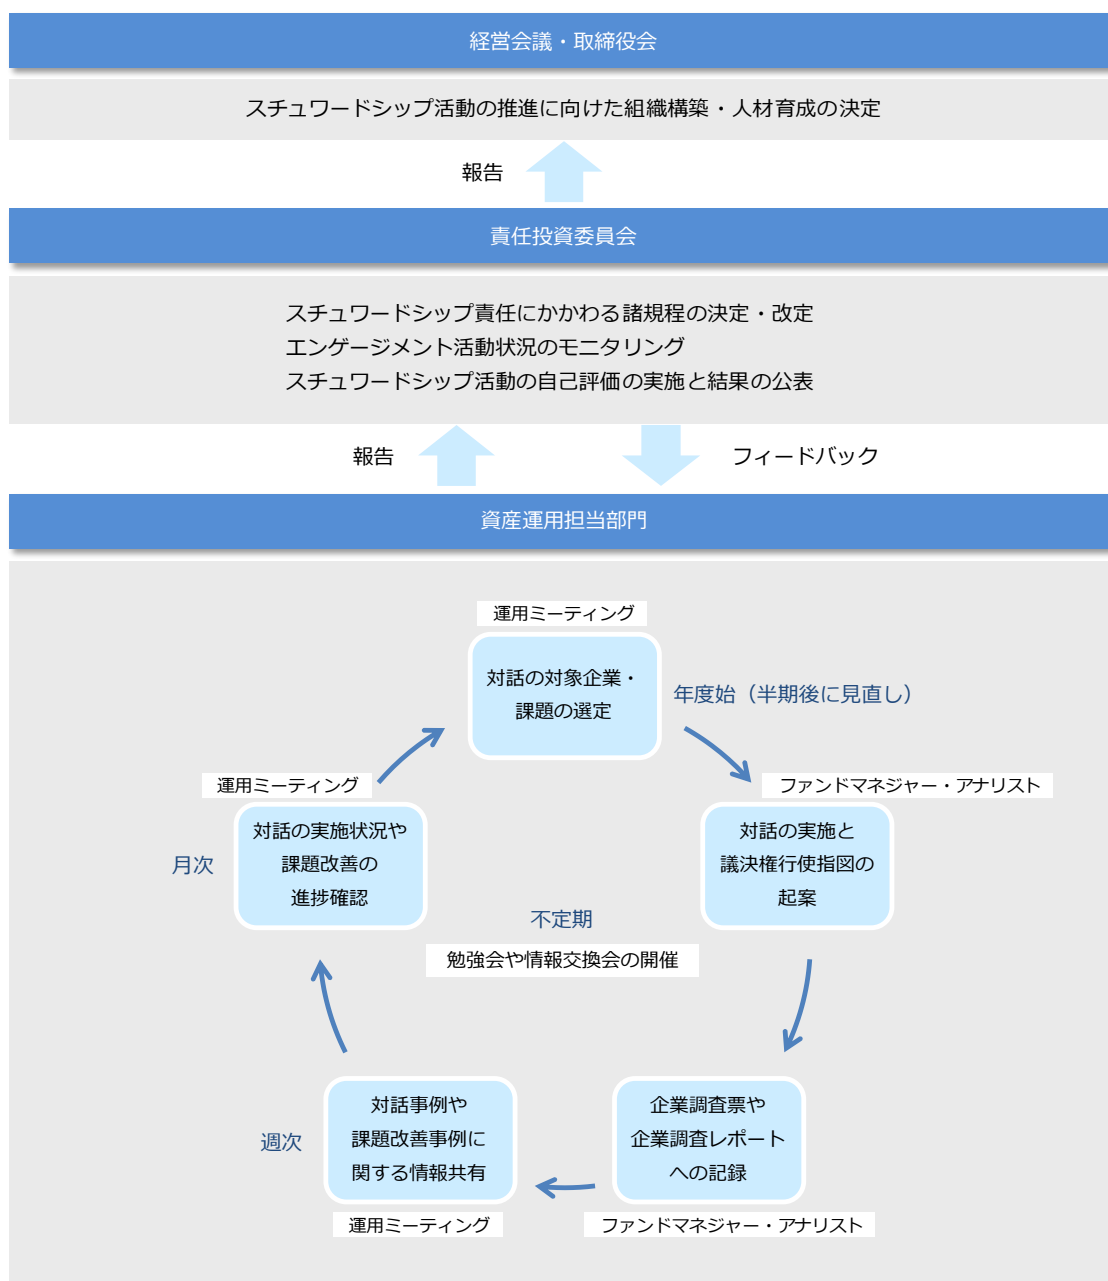 経営会議・取締役会
スチュワードシップ活動の推進に向けた組織構築・人材育成の決定
報告
責任投資委員会
スチュワードシップ責任にかかわる諸規程の決定・改定
エンゲージメント活動状況のモニタリング
スチュワードシップ活動の自己評価の実施と結果の公表
報告
フィードバック
資産運用担当部門
運用ミーティング
対話の対象企業・
課題の選定
年度始（半期後に見直し）
ファンドマネジャー・アナリスト
対話の実施と
議決権行使指図の
起案
運用ミーティング
対話の実施状況や
課題改善の
進捗確認
月次
不定期
勉強会や情報交換会の開催
企業調査票や
企業調査レポート
への記録
ファンドマネジャー・アナリスト
対話事例や
課題改善事例に
関する情報共有
週次
運用ミーティング